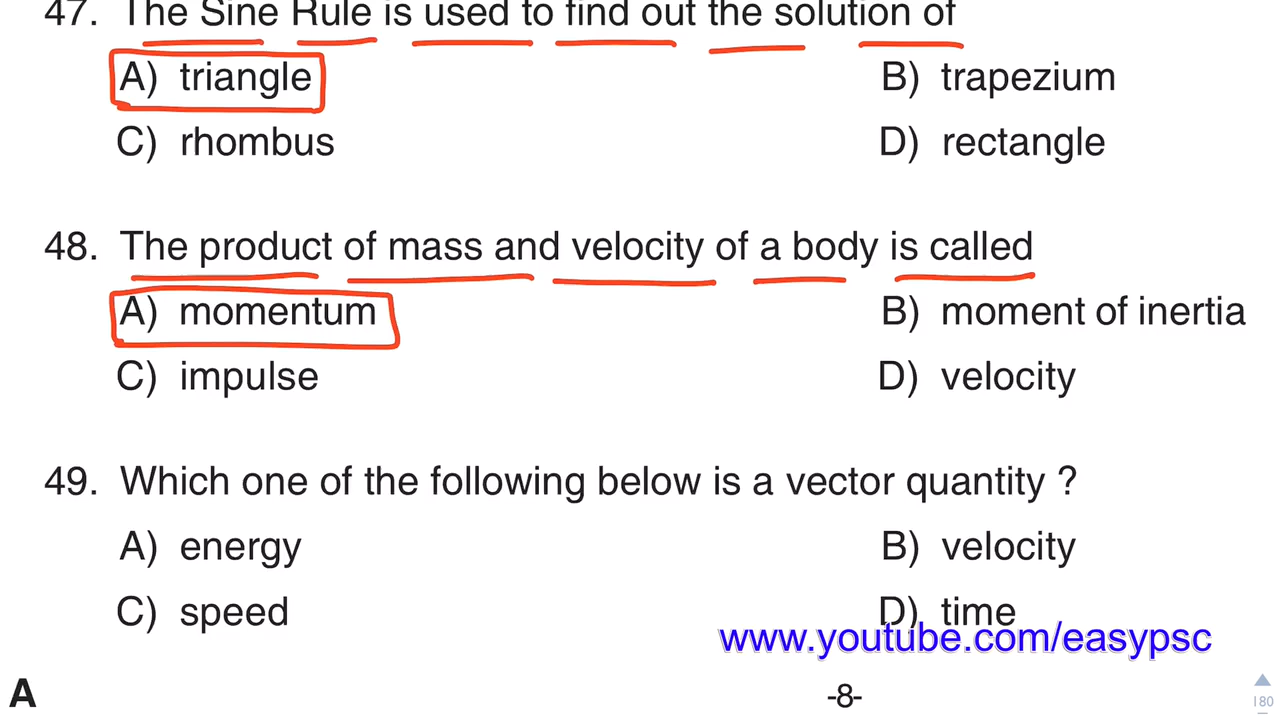 47. The Sine Rule is used to find out the solution of
A) triangle B) trapezium
C) rhombus D) rectangle
48. The product of mass and velocity of a body is called
A) momentum B) moment of inertia
C) impulse D) velocity
49. Which one of the following below is a vector quantity ?
A) energy B) velocity
C) speed D) time
www.youtube.com/easypsc
A -8-
180